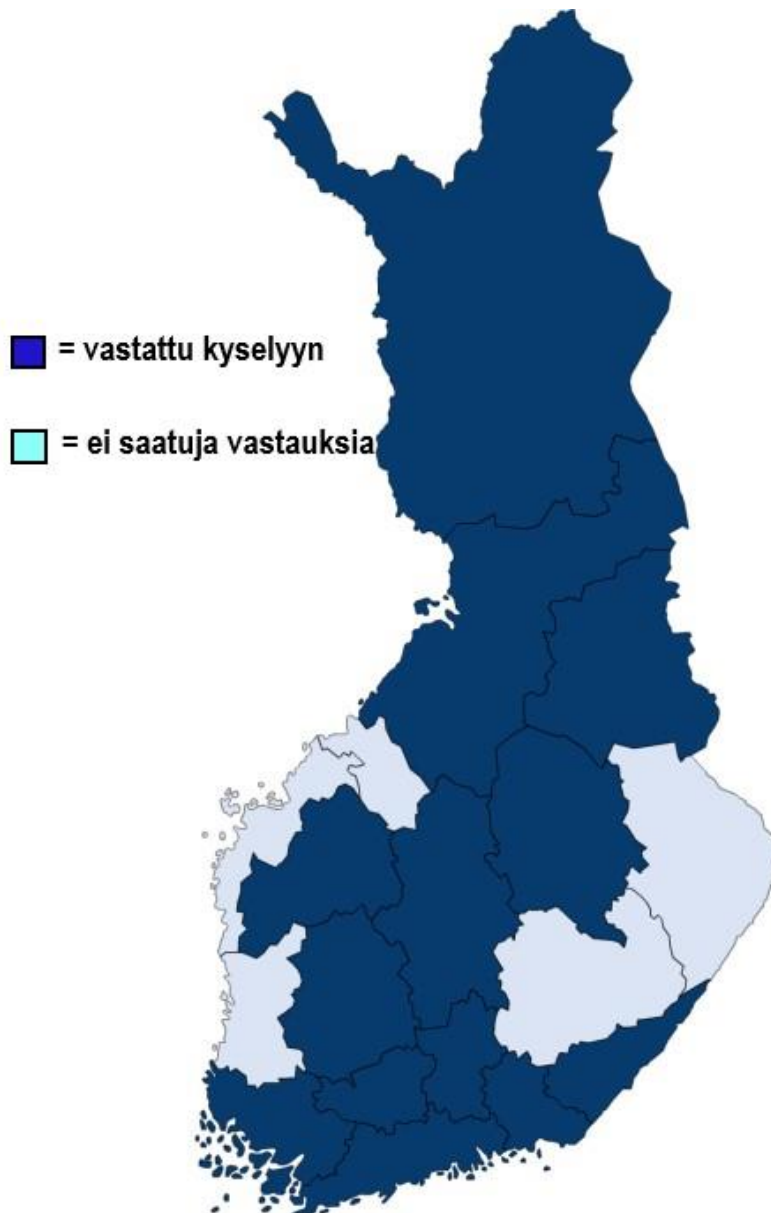 = vastattu kyselyyn
= ei saatuja vastauksia